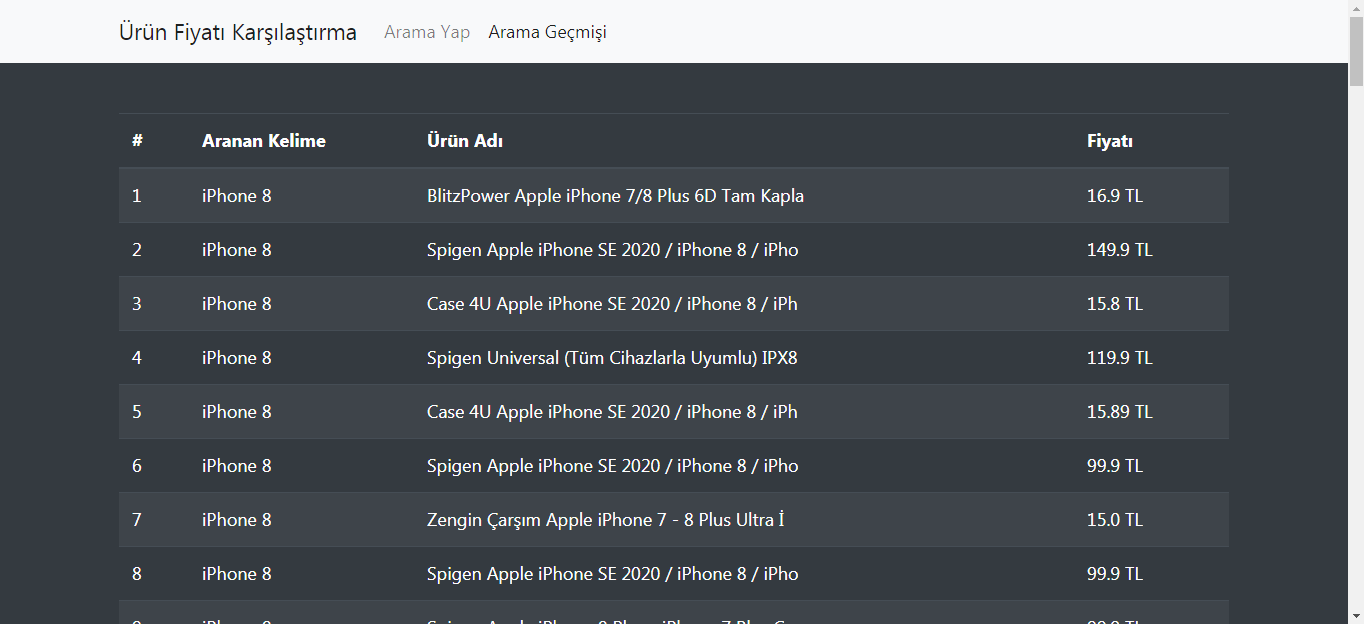 Ürün Fiyatı Karşılaştırma Arama Yap Arama Geçmişi
# Aranan Kelime Ürün Adı Fiyatı
1 iPhone 8 BlitzPower Apple iPhone 7/8 Plus 6D Tam Kapla 16.9 TL
2 iPhone 8 Spigen Apple iPhone SE 2020 / iPhone 8 / iPho 149.9 TL
3 iPhone 8 Case 4U Apple iPhone SE 2020 / iPhone 8 / iPh 15.8 TL
4 iPhone 8 Spigen Universal (Tüm Cihazlarla Uyumlu) IPX8 119.9 TL
5 iPhone 8 Case 4U Apple iPhone SE 2020 / iPhone 8 / iPh 15.89 TL
6 iPhone 8 Spigen Apple iPhone SE 2020 / iPhone 8 / iPho 99.9 TL
7 iPhone 8 Zengin Çarşım Apple iPhone 7 - 8 Plus Ultra İ 15.0 TL
8 iPhone 8 Spigen Apple iPhone SE 2020 / iPhone 8 / iPho 99.9 TL